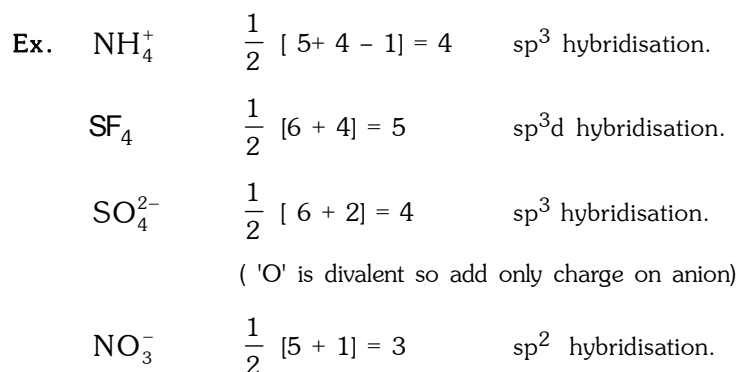 Ex. NH₄⁺ 1/2 [ 5+ 4 – 1] = 4 sp³ hybridisation.
SF₄ 1/2 [6 + 4] = 5 sp³d hybridisation.
SO₄²⁻ 1/2 [ 6 + 2] = 4 sp³ hybridisation.
( 'O' is divalent so add only charge on anion)
NO₃⁻ 1/2 [5 + 1] = 3 sp² hybridisation.